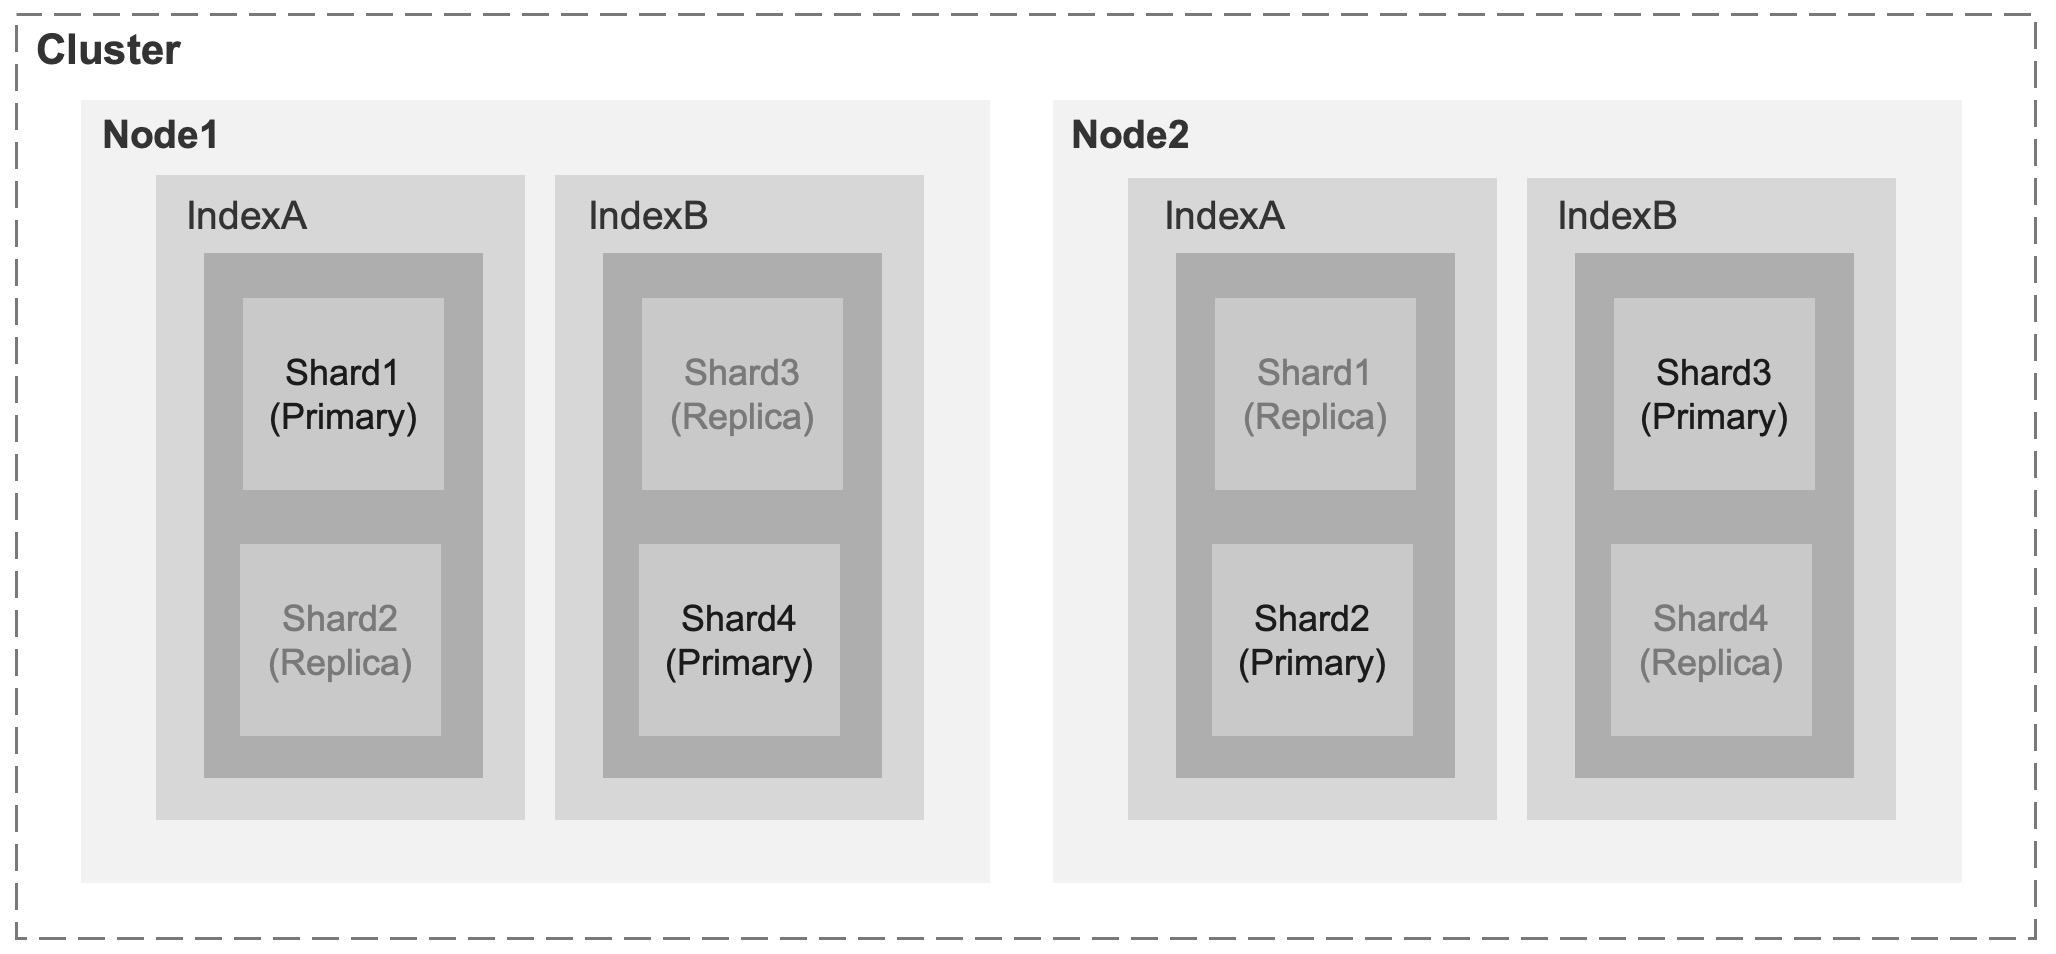 Cluster
Node1
IndexA
Shard1
(Primary)
Shard2
(Replica)
IndexB
Shard3
(Replica)
Shard4
(Primary)
Node2
IndexA
Shard1
(Replica)
Shard2
(Primary)
IndexB
Shard3
(Primary)
Shard4
(Replica)